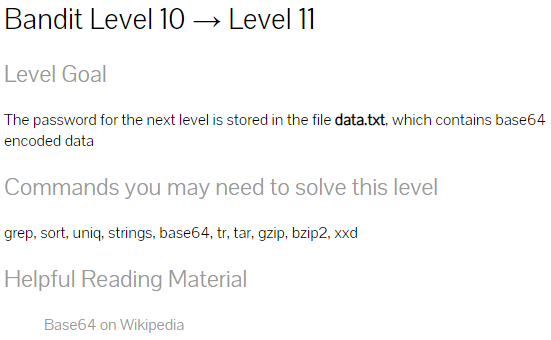 Bandit Level 10 → Level 11
Level Goal
The password for the next level is stored in the file data.txt, which contains base64
encoded data
Commands you may need to solve this level
grep, sort, uniq, strings, base64, tr, tar, gzip, bzip2, xxd
Helpful Reading Material
Base64 on Wikipedia